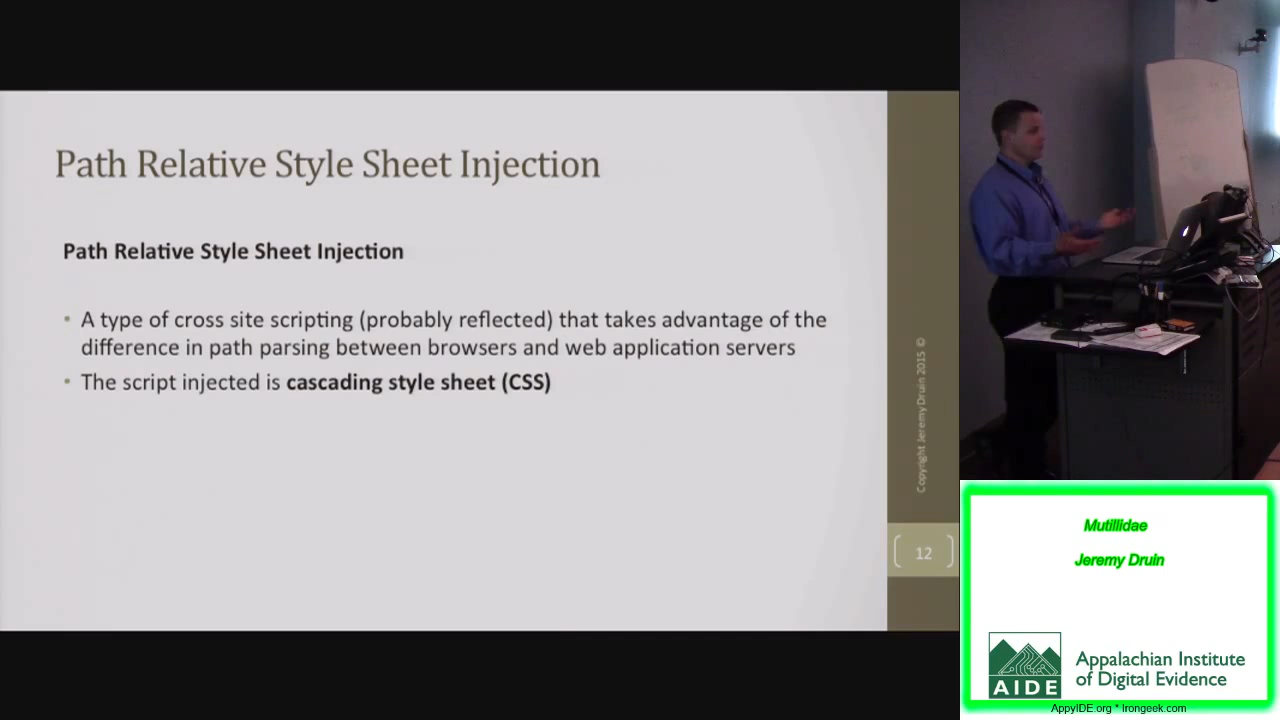 Path Relative Style Sheet Injection
Path Relative Style Sheet Injection
• A type of cross site scripting (probably reflected) that takes advantage of the
difference in path parsing between browsers and web application servers
• The script injected is cascading style sheet (CSS)
Copyright Jeremy Druin 2015 ©
12
Mutillidae
Jeremy Druin
AIDE
Appalachian Institute
of Digital Evidence
AppyIDE.org * Irongeek.com